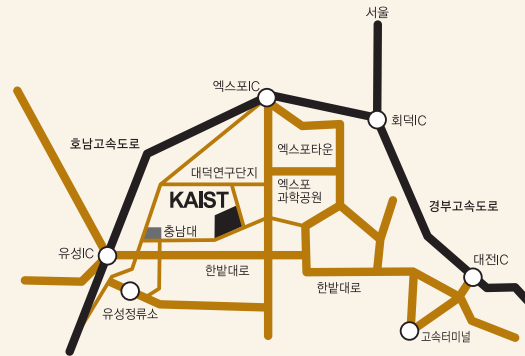 서울
엑스포IC
회덕IC
호남고속도로
엑스포타운
대덕연구단지
엑스포
과학공원
KAIST
경부고속도로
충남대
유성IC
한밭대로
대전IC
한밭대로
유성정류소
고속터미널